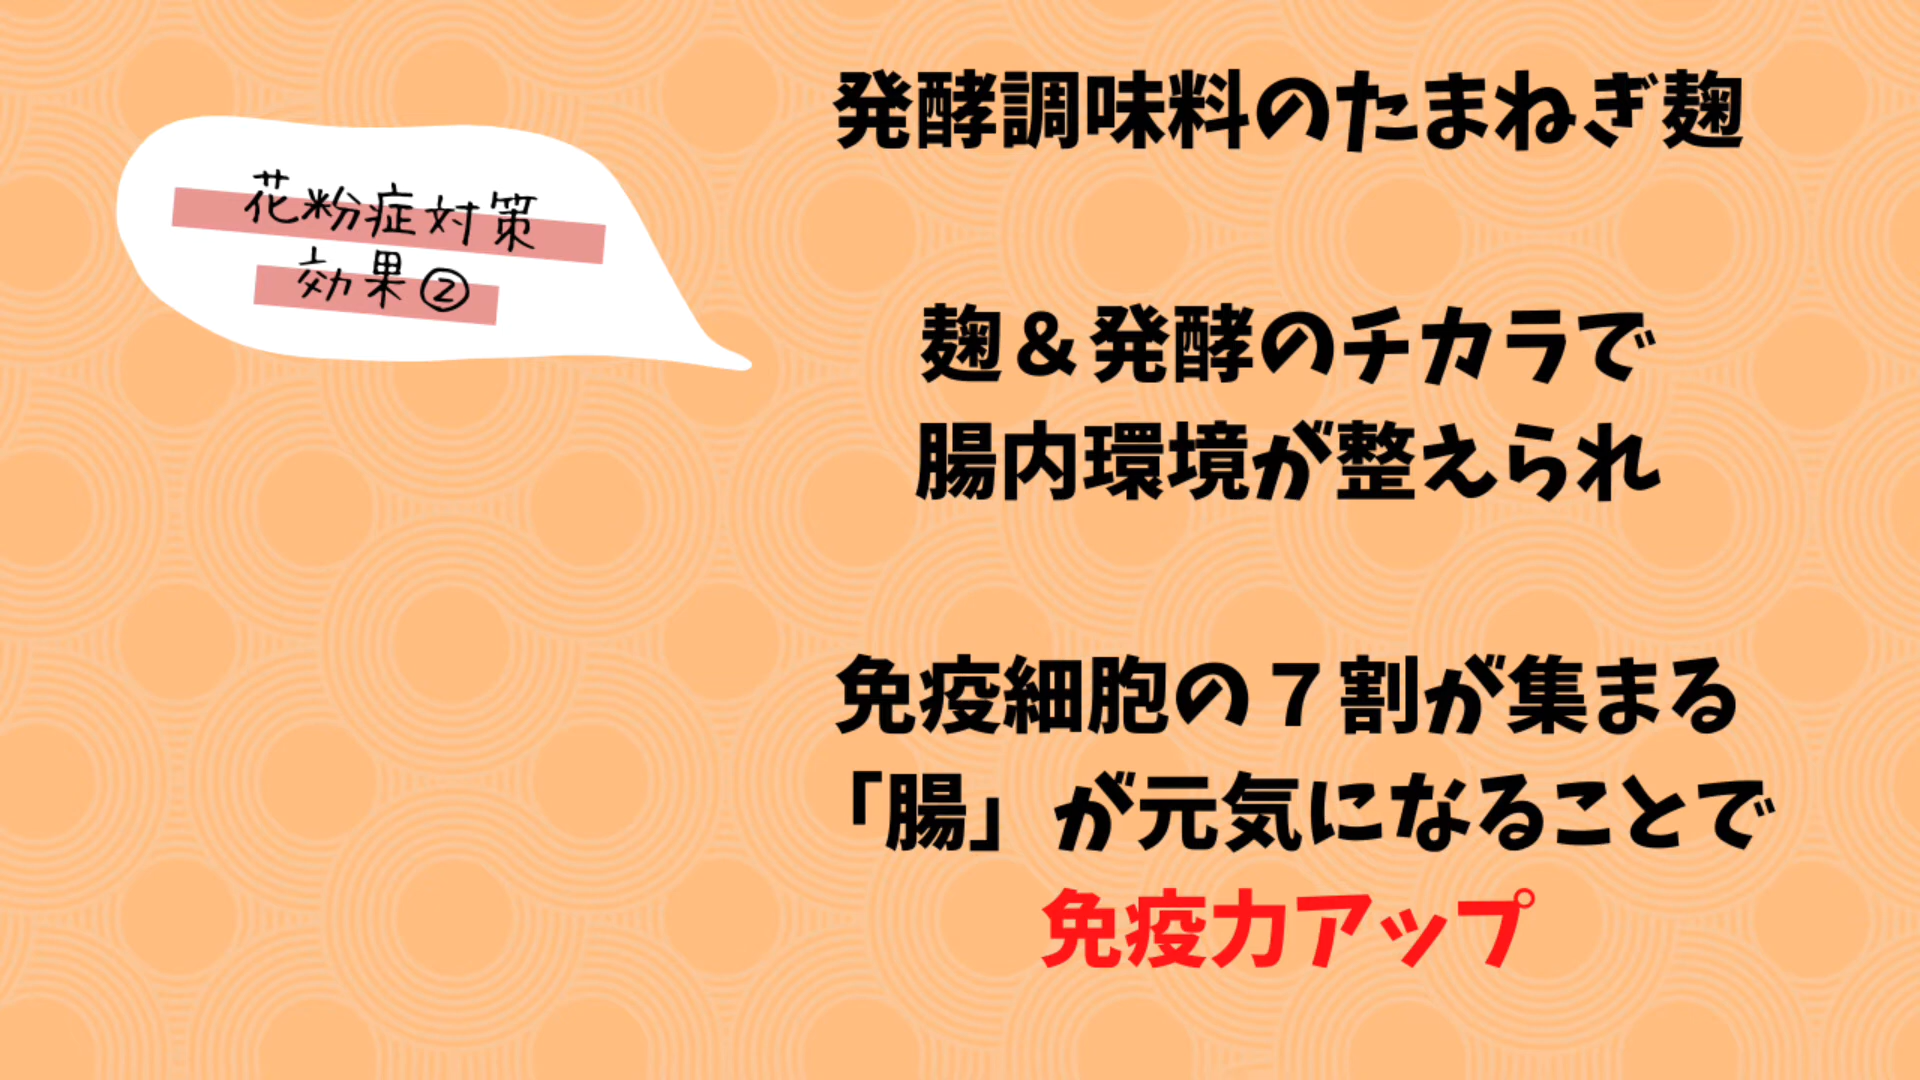 花粉症対策
効果②
発酵調味料のたまねぎ麹
麹＆発酵のチカラで
腸内環境が整えられ
免疫細胞の７割が集まる
「腸」が元気になることで
免疫力アップ